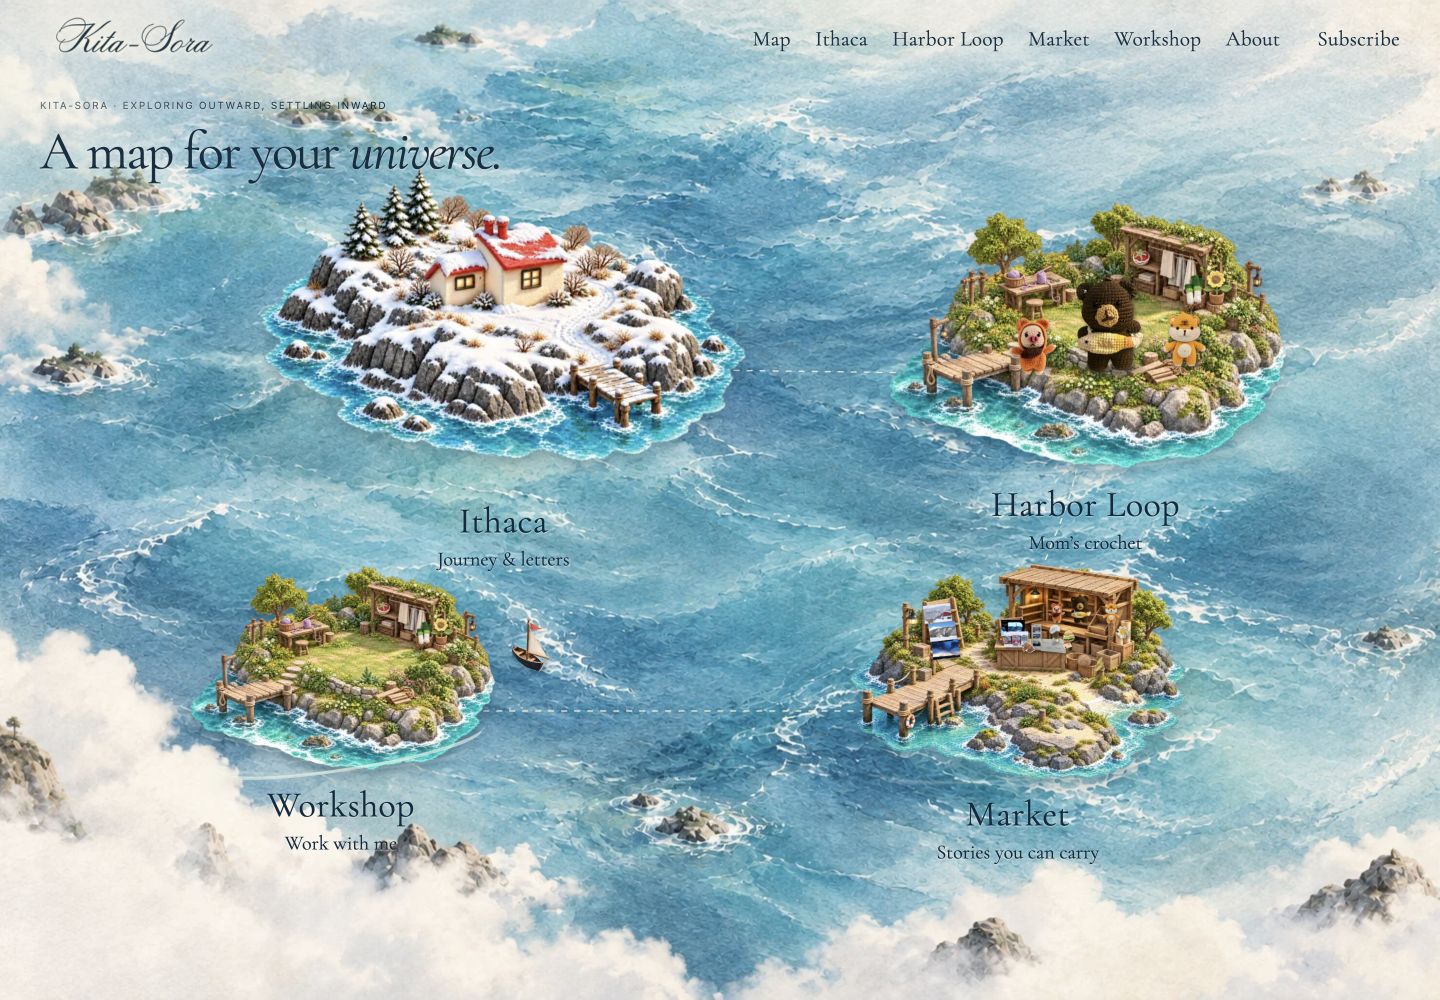 Kita-Sora
Map Ithaca Harbor Loop Market Workshop About Subscribe
KITA-SORA · EXPLORING OUTWARD, SETTLING INWARD
A map for your universe.
Ithaca
Journey & letters
Harbor Loop
Mom's crochet
Workshop
Work with me
Market
Stories you can carry